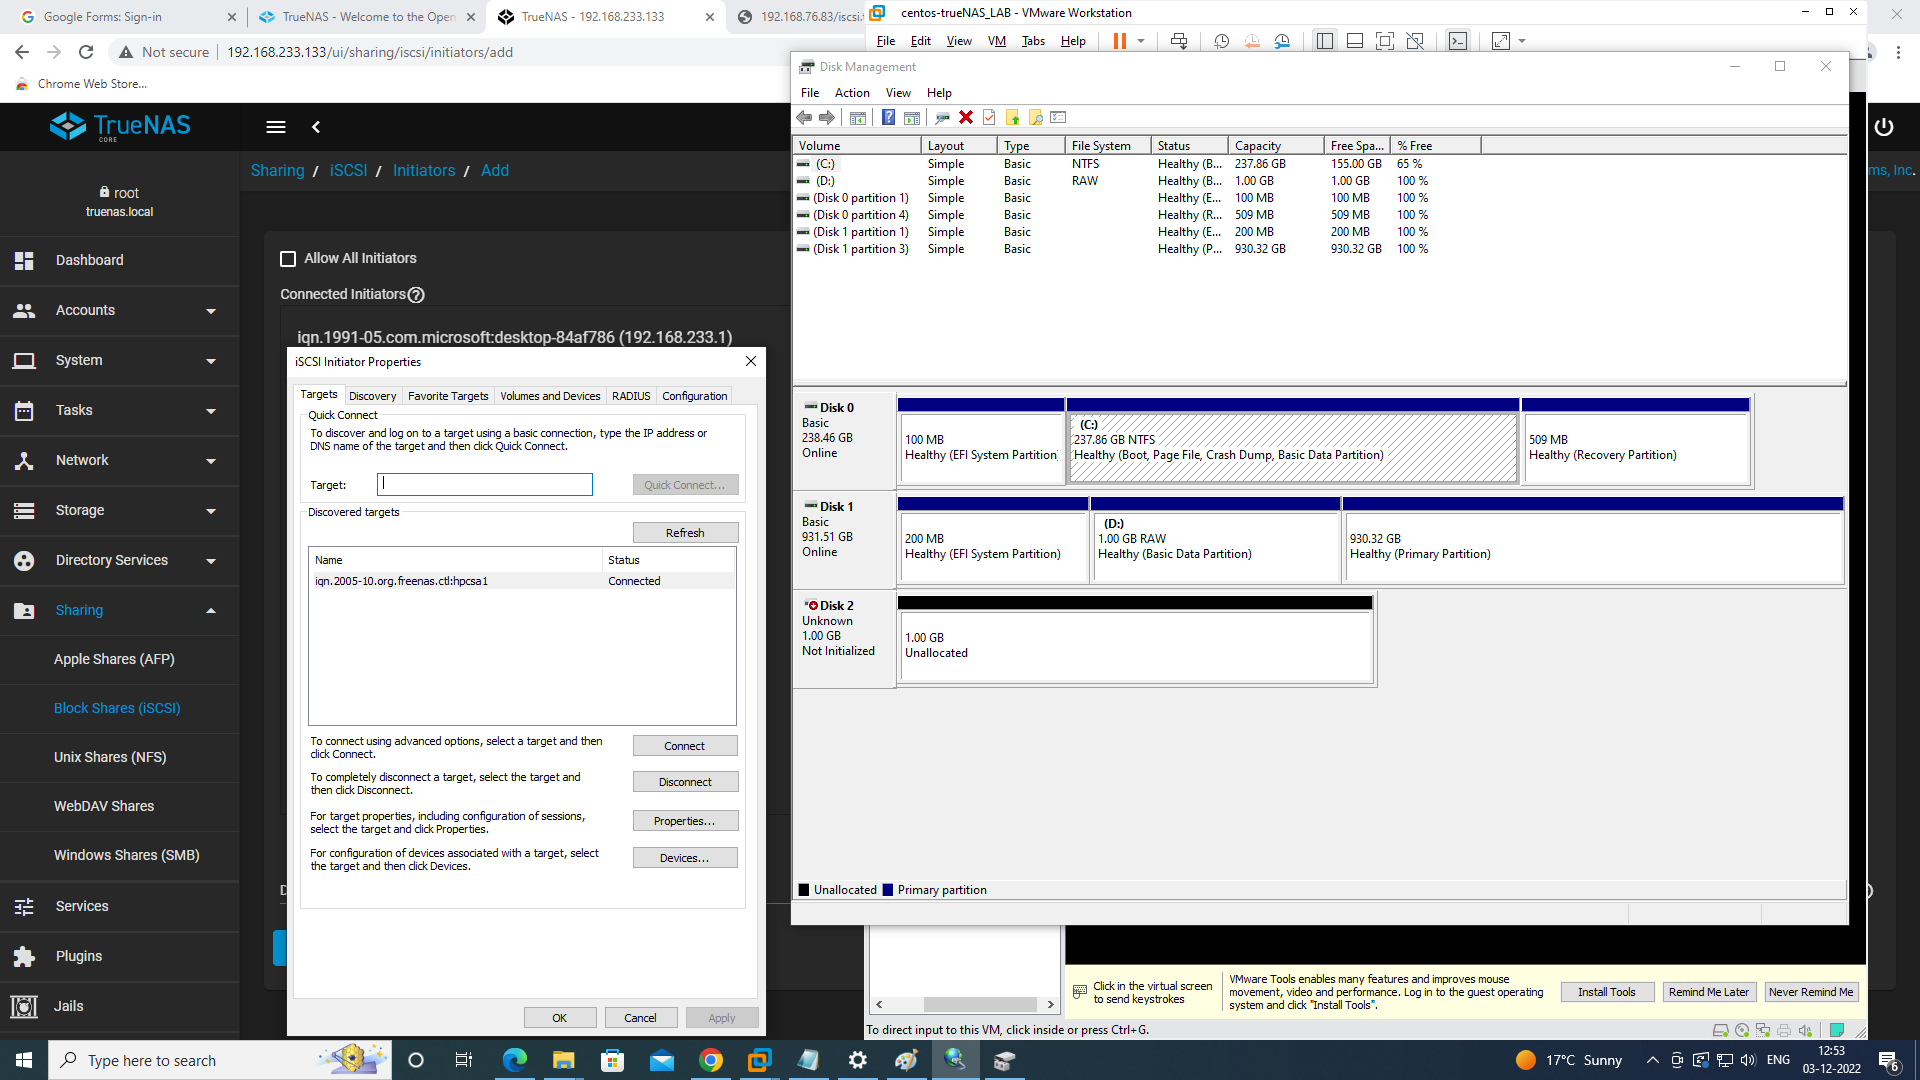 Google Forms: Sign-in
TrueNAS - Welcome to the Open
TrueNAS - 192.168.233.133
192.168.76.83/iscsi.
Not secure
192.168.233.133/ui/sharing/iscsi/initiators/add
Chrome Web Store...
TrueNAS
CORE
Sharing / iSCSI / Initiators / Add
root
truenas.local
Dashboard
Accounts
System
Tasks
Network
Storage
Directory Services
Sharing
Apple Shares (AFP)
Block Shares (iSCSI)
Unix Shares (NFS)
WebDAV Shares
Windows Shares (SMB)
Services
Plugins
Jails
Allow All Initiators
Connected Initiators
iqn.1991-05.com.microsoft:desktop-84af786 (192.168.233.1)
iSCSI Initiator Properties
Targets Discovery Favorite Targets Volumes and Devices RADIUS Configuration
Quick Connect
To discover and log on to a target using a basic connection, type the IP address or
DNS name of the target and then click Quick Connect.
Target:
Quick Connect...
Discovered targets
Refresh
Name Status
iqn.2005-10.org.freenas.ctl:hpcsa1 Connected
To connect using advanced options, select a target and then
click Connect.
Connect
To completely disconnect a target, select the target and
then click Disconnect.
Disconnect
For target properties, including configuration of sessions,
select the target and click Properties.
Properties...
For configuration of devices associated with a target, select
the target and then click Devices.
Devices...
OK Cancel Apply
centos-trueNAS_LAB - VMware Workstation
File Edit View VM Tabs Help
Disk Management
File Action View Help
Volume Layout Type File System Status Capacity Free Spa... % Free
(C:) Simple Basic NTFS Healthy (B... 237.86 GB 155.00 GB 65 %
(D:) Simple Basic RAW Healthy (B... 1.00 GB 1.00 GB 100 %
(Disk 0 partition 1) Simple Basic Healthy (E... 100 MB 100 MB 100 %
(Disk 0 partition 4) Simple Basic Healthy (R... 509 MB 509 MB 100 %
(Disk 1 partition 1) Simple Basic Healthy (E... 200 MB 200 MB 100 %
(Disk 1 partition 3) Simple Basic Healthy (P... 930.32 GB 930.32 GB 100 %
Disk 0
Basic
238.46 GB
Online
100 MB
Healthy (EFI System Partition)
(C:)
237.86 GB NTFS
Healthy (Boot, Page File, Crash Dump, Basic Data Partition)
509 MB
Healthy (Recovery Partition)
Disk 1
Basic
931.51 GB
Online
200 MB
Healthy (EFI System Partition)
(D:)
1.00 GB RAW
Healthy (Basic Data Partition)
930.32 GB
Healthy (Primary Partition)
Disk 2
Unknown
1.00 GB
Not Initialized
1.00 GB
Unallocated
Unallocated Primary partition
ms, Inc.
Click in the virtual screen
to send keystrokes
VMware Tools enables many features and improves mouse
movement, video and performance. Log in to the guest operating
system and click "Install Tools".
Install Tools
Remind Me Later
Never Remind Me
To direct input to this VM, click inside or press Ctrl+G.
Type here to search
17°C Sunny
ENG
12:53
03-12-2022
6